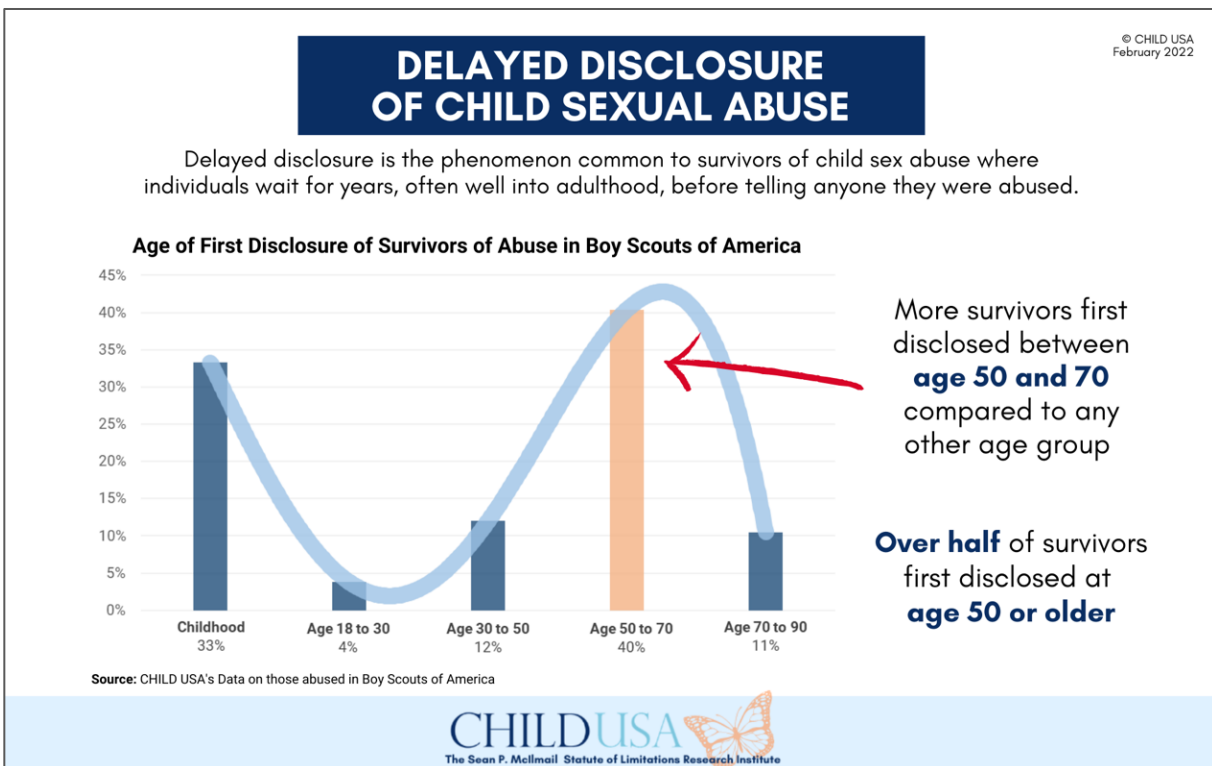 © CHILD USA
February 2022
DELAYED DISCLOSURE
OF CHILD SEXUAL ABUSE
Delayed disclosure is the phenomenon common to survivors of child sex abuse where
individuals wait for years, often well into adulthood, before telling anyone they were abused.
Age of First Disclosure of Survivors of Abuse in Boy Scouts of America
45%
40%
35%
30%
25%
20%
15%
10%
5%
0%
Childhood Age 18 to 30 Age 30 to 50 Age 50 to 70 Age 70 to 90
33% 4% 12% 40% 11%
More survivors first
disclosed between
age 50 and 70
compared to any
other age group
Over half of survivors
first disclosed at
age 50 or older
Source: CHILD USA's Data on those abused in Boy Scouts of America
CHILDUSA
The Sean P. McIlmail Statute of Limitations Research Institute